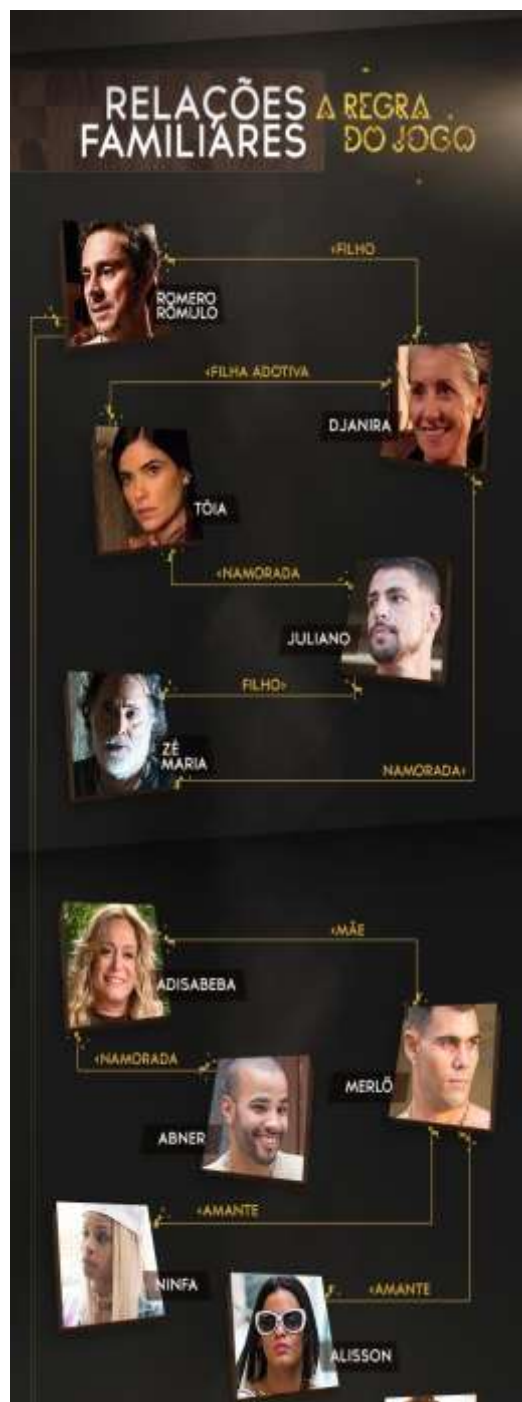 RELAÇÕES
FAMILIARES
A REGRA
DO JOGO
‹FILHO
ROMERO
RÔMULO
‹FILHA ADOTIVA
DJANIRA
TÓIA
‹NAMORADA
JULIANO
FILHO›
ZÉ
MARIA
NAMORADA›
‹MÃE
ADISABEBA
‹NAMORADA
MERLÔ
ABNER
‹AMANTE
NINFA
‹AMANTE
ALISSON